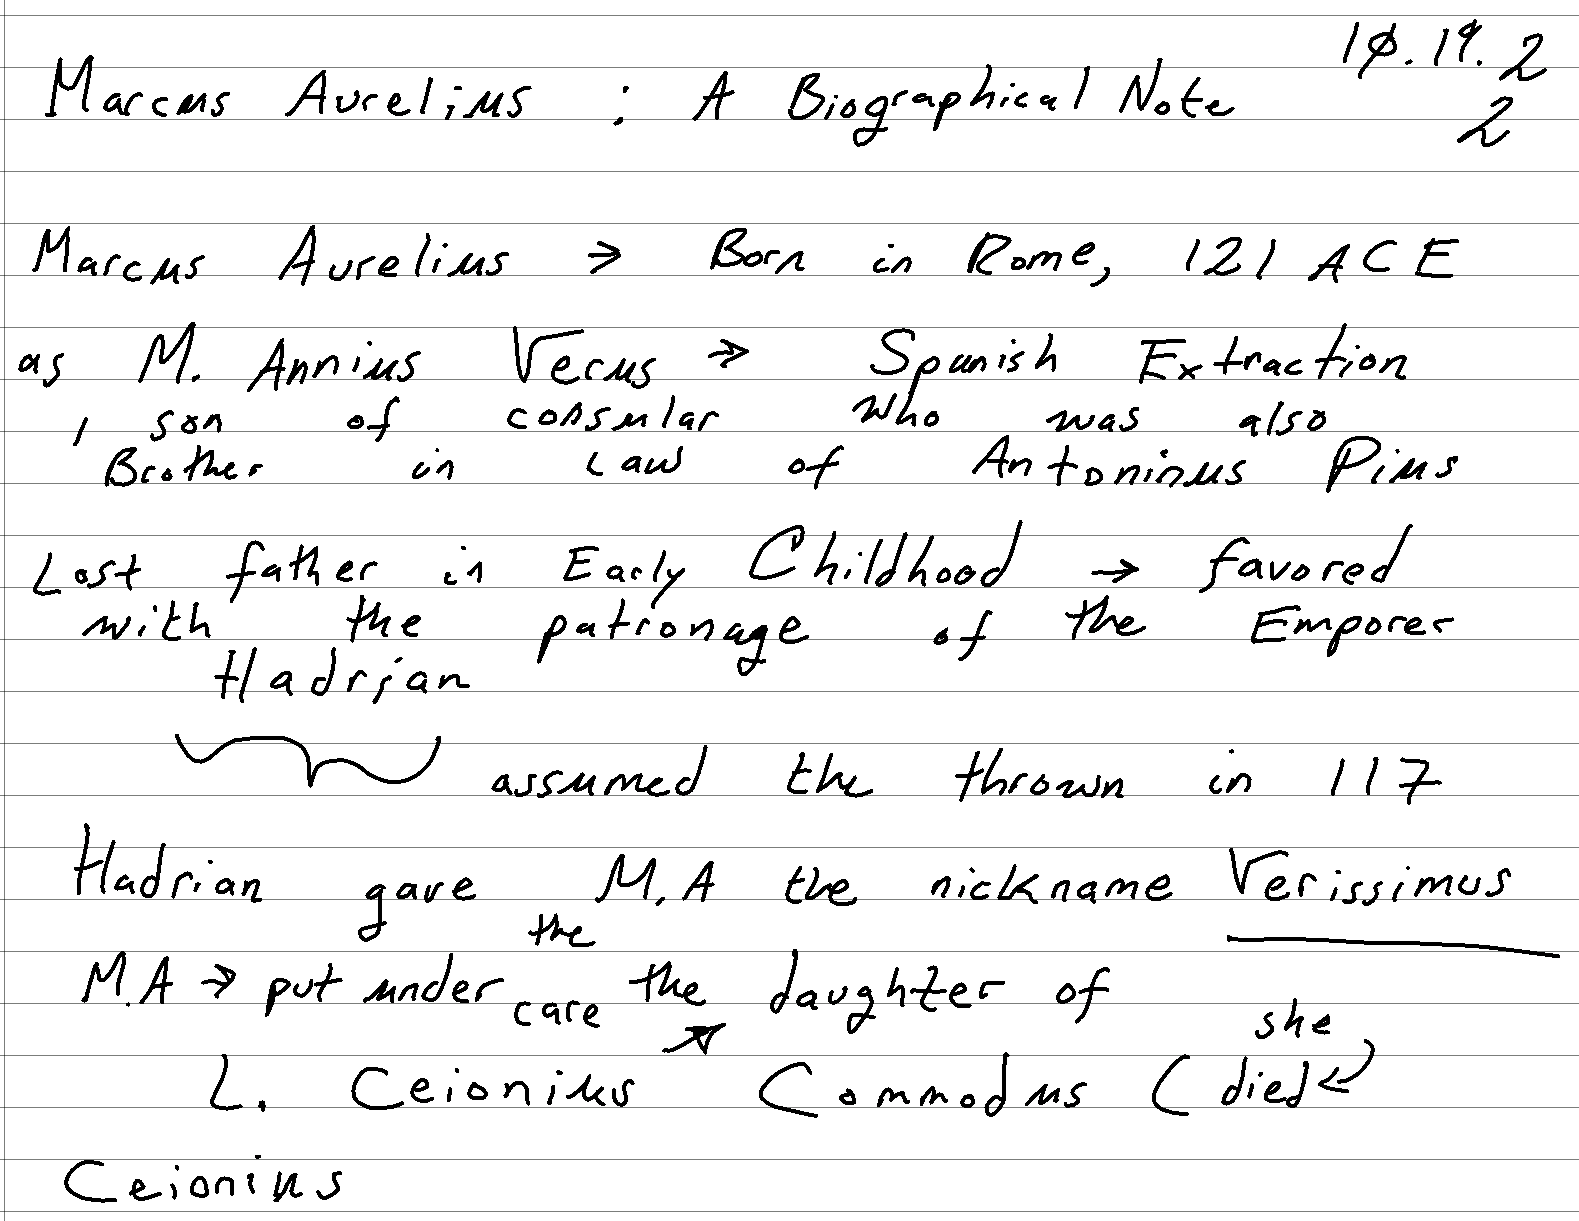 10.19.2
2
Marcus Aurelius : A Biographical Note
Marcus Aurelius → Born in Rome, 121 ACE
as M. Annius Verus → Spanish Extraction
, son of consular who was also
Brother in Law of Antoninus Pius
Lost father in Early Childhood → favored
with the patronage of the Emporer
Hadrian
assumed the thrown in 117
Hadrian gave M.A the nickname Verissimus
the
M.A → put under care the daughter of
she
L. Ceionius Commodus ( died
Ceionius